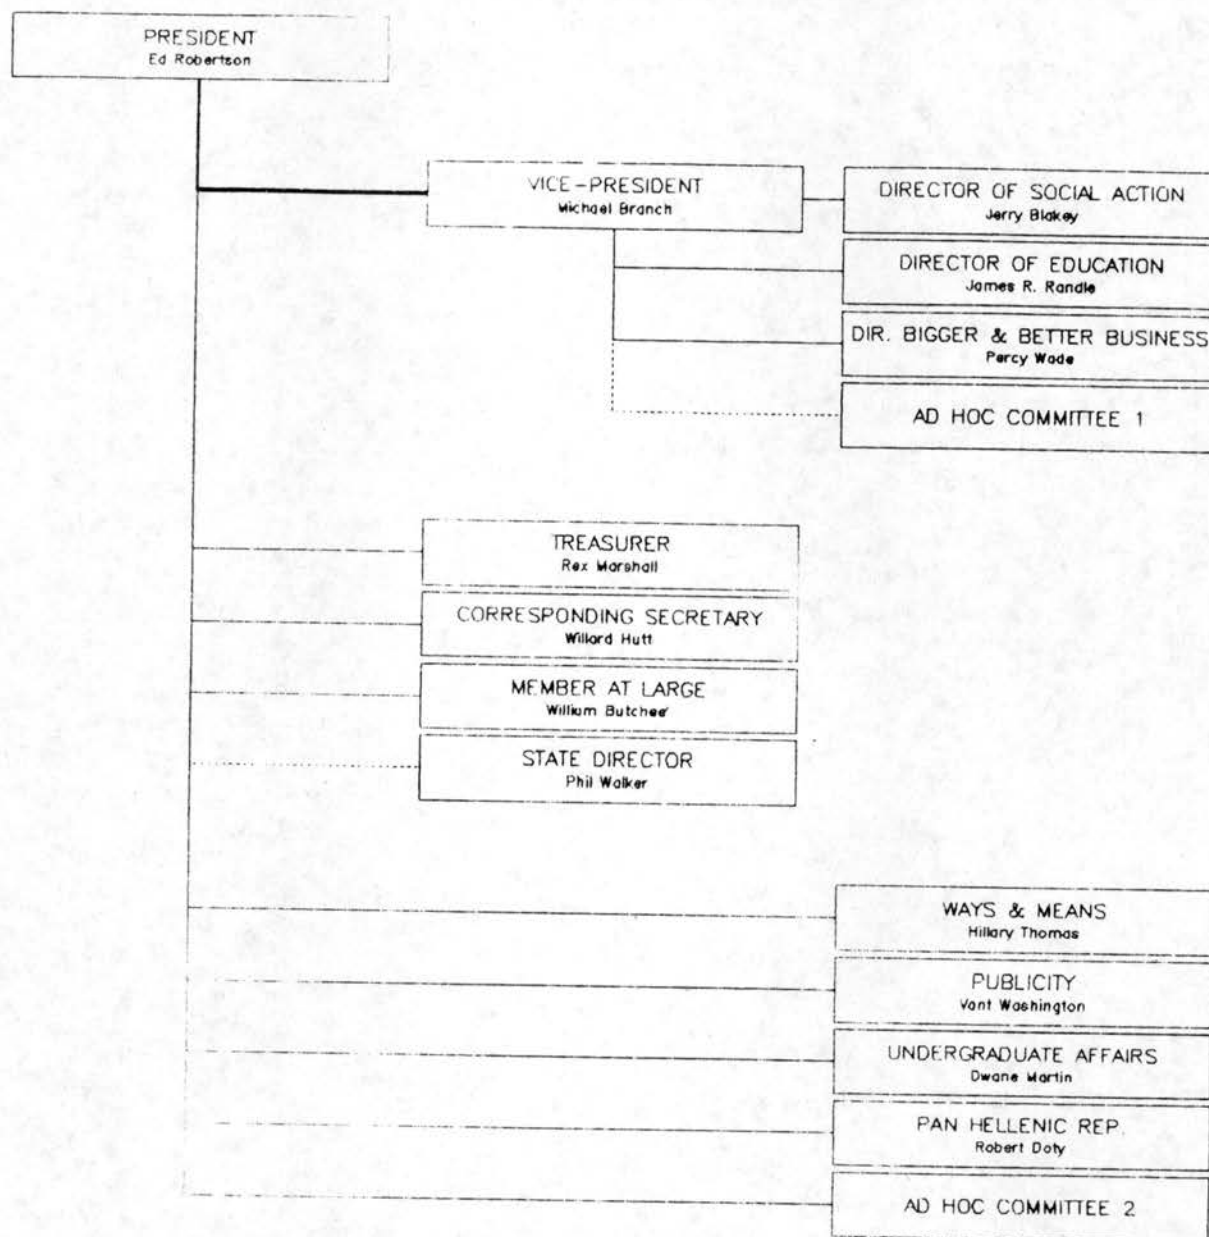 PRESIDENT
Ed Robertson
VICE-PRESIDENT
Michael Branch
DIRECTOR OF SOCIAL ACTION
Jerry Blakey
DIRECTOR OF EDUCATION
James R. Randle
DIR. BIGGER & BETTER BUSINESS
Percy Wade
AD HOC COMMITTEE 1
TREASURER
Rex Marshall
CORRESPONDING SECRETARY
Willard Hutt
MEMBER AT LARGE
William Butchee
STATE DIRECTOR
Phil Walker
WAYS & MEANS
Hillary Thomas
PUBLICITY
Vant Washington
UNDERGRADUATE AFFAIRS
Dwane Martin
PAN HELLENIC REP.
Robert Doty
AD HOC COMMITTEE 2